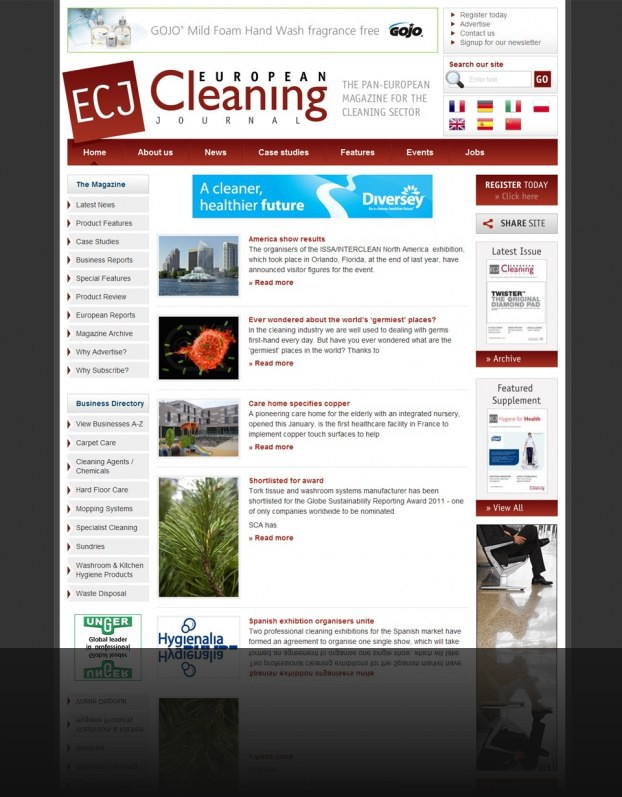 GOJO® Mild Foam Hand Wash fragrance free
GOJO
Register today
Advertise
Contact us
Signup for our newsletter
Search our site
Enter text
GO
ECJ
EUROPEAN
Cleaning
JOURNAL
THE PAN-EUROPEAN
MAGAZINE FOR THE
CLEANING SECTOR
Home
About us
News
Case studies
Features
Events
Jobs
The Magazine
Latest News
Product Features
Case Studies
Business Reports
Special Features
Product Review
European Reports
Magazine Archive
Why Advertise?
Why Subscribe?
Business Directory
View Businesses A-Z
Carpet Care
Cleaning Agents /
Chemicals
Hard Floor Care
Mopping Systems
Specialist Cleaning
Sundries
Washroom & Kitchen
Hygiene Products
Waste Disposal
UNGER
Global leader
in professional
A cleaner,
healthier future
Diversey
America show results
The organisers of the ISSA/INTERCLEAN North America exhibition,
which took place in Orlando, Florida, at the end of last year, have
announced visitor figures for the event.
» Read more
Ever wondered about the world's 'germiest' places?
In the cleaning industry we are well used to dealing with germs
first-hand every day. But have you ever wondered what are the
'germiest' places in the world? Thanks to
» Read more
Care home specifies copper
A pioneering care home for the elderly with an integrated nursery,
opened this January, is the first healthcare facility in France to
implement copper touch surfaces to help
» Read more
Shortlisted for award
Tork tissue and washroom systems manufacturer has been
shortlisted for the Globe Sustainability Reporting Award 2011 - one
of only companies worldwide to be nominated.
SCA has
» Read more
Hygienalia
Spanish exhibtion organisers unite
Two professional cleaning exhibitions for the Spanish market have
formed an agreement to organise one single show, which will take
REGISTER TODAY
» Click here
SHARE SITE
Latest Issue
EUROPEAN
Cleaning
TWISTER™
THE ORIGINAL
DIAMOND PAD
» Archive
Featured
Supplement
Hygiene for Health
Cleaning
» View All